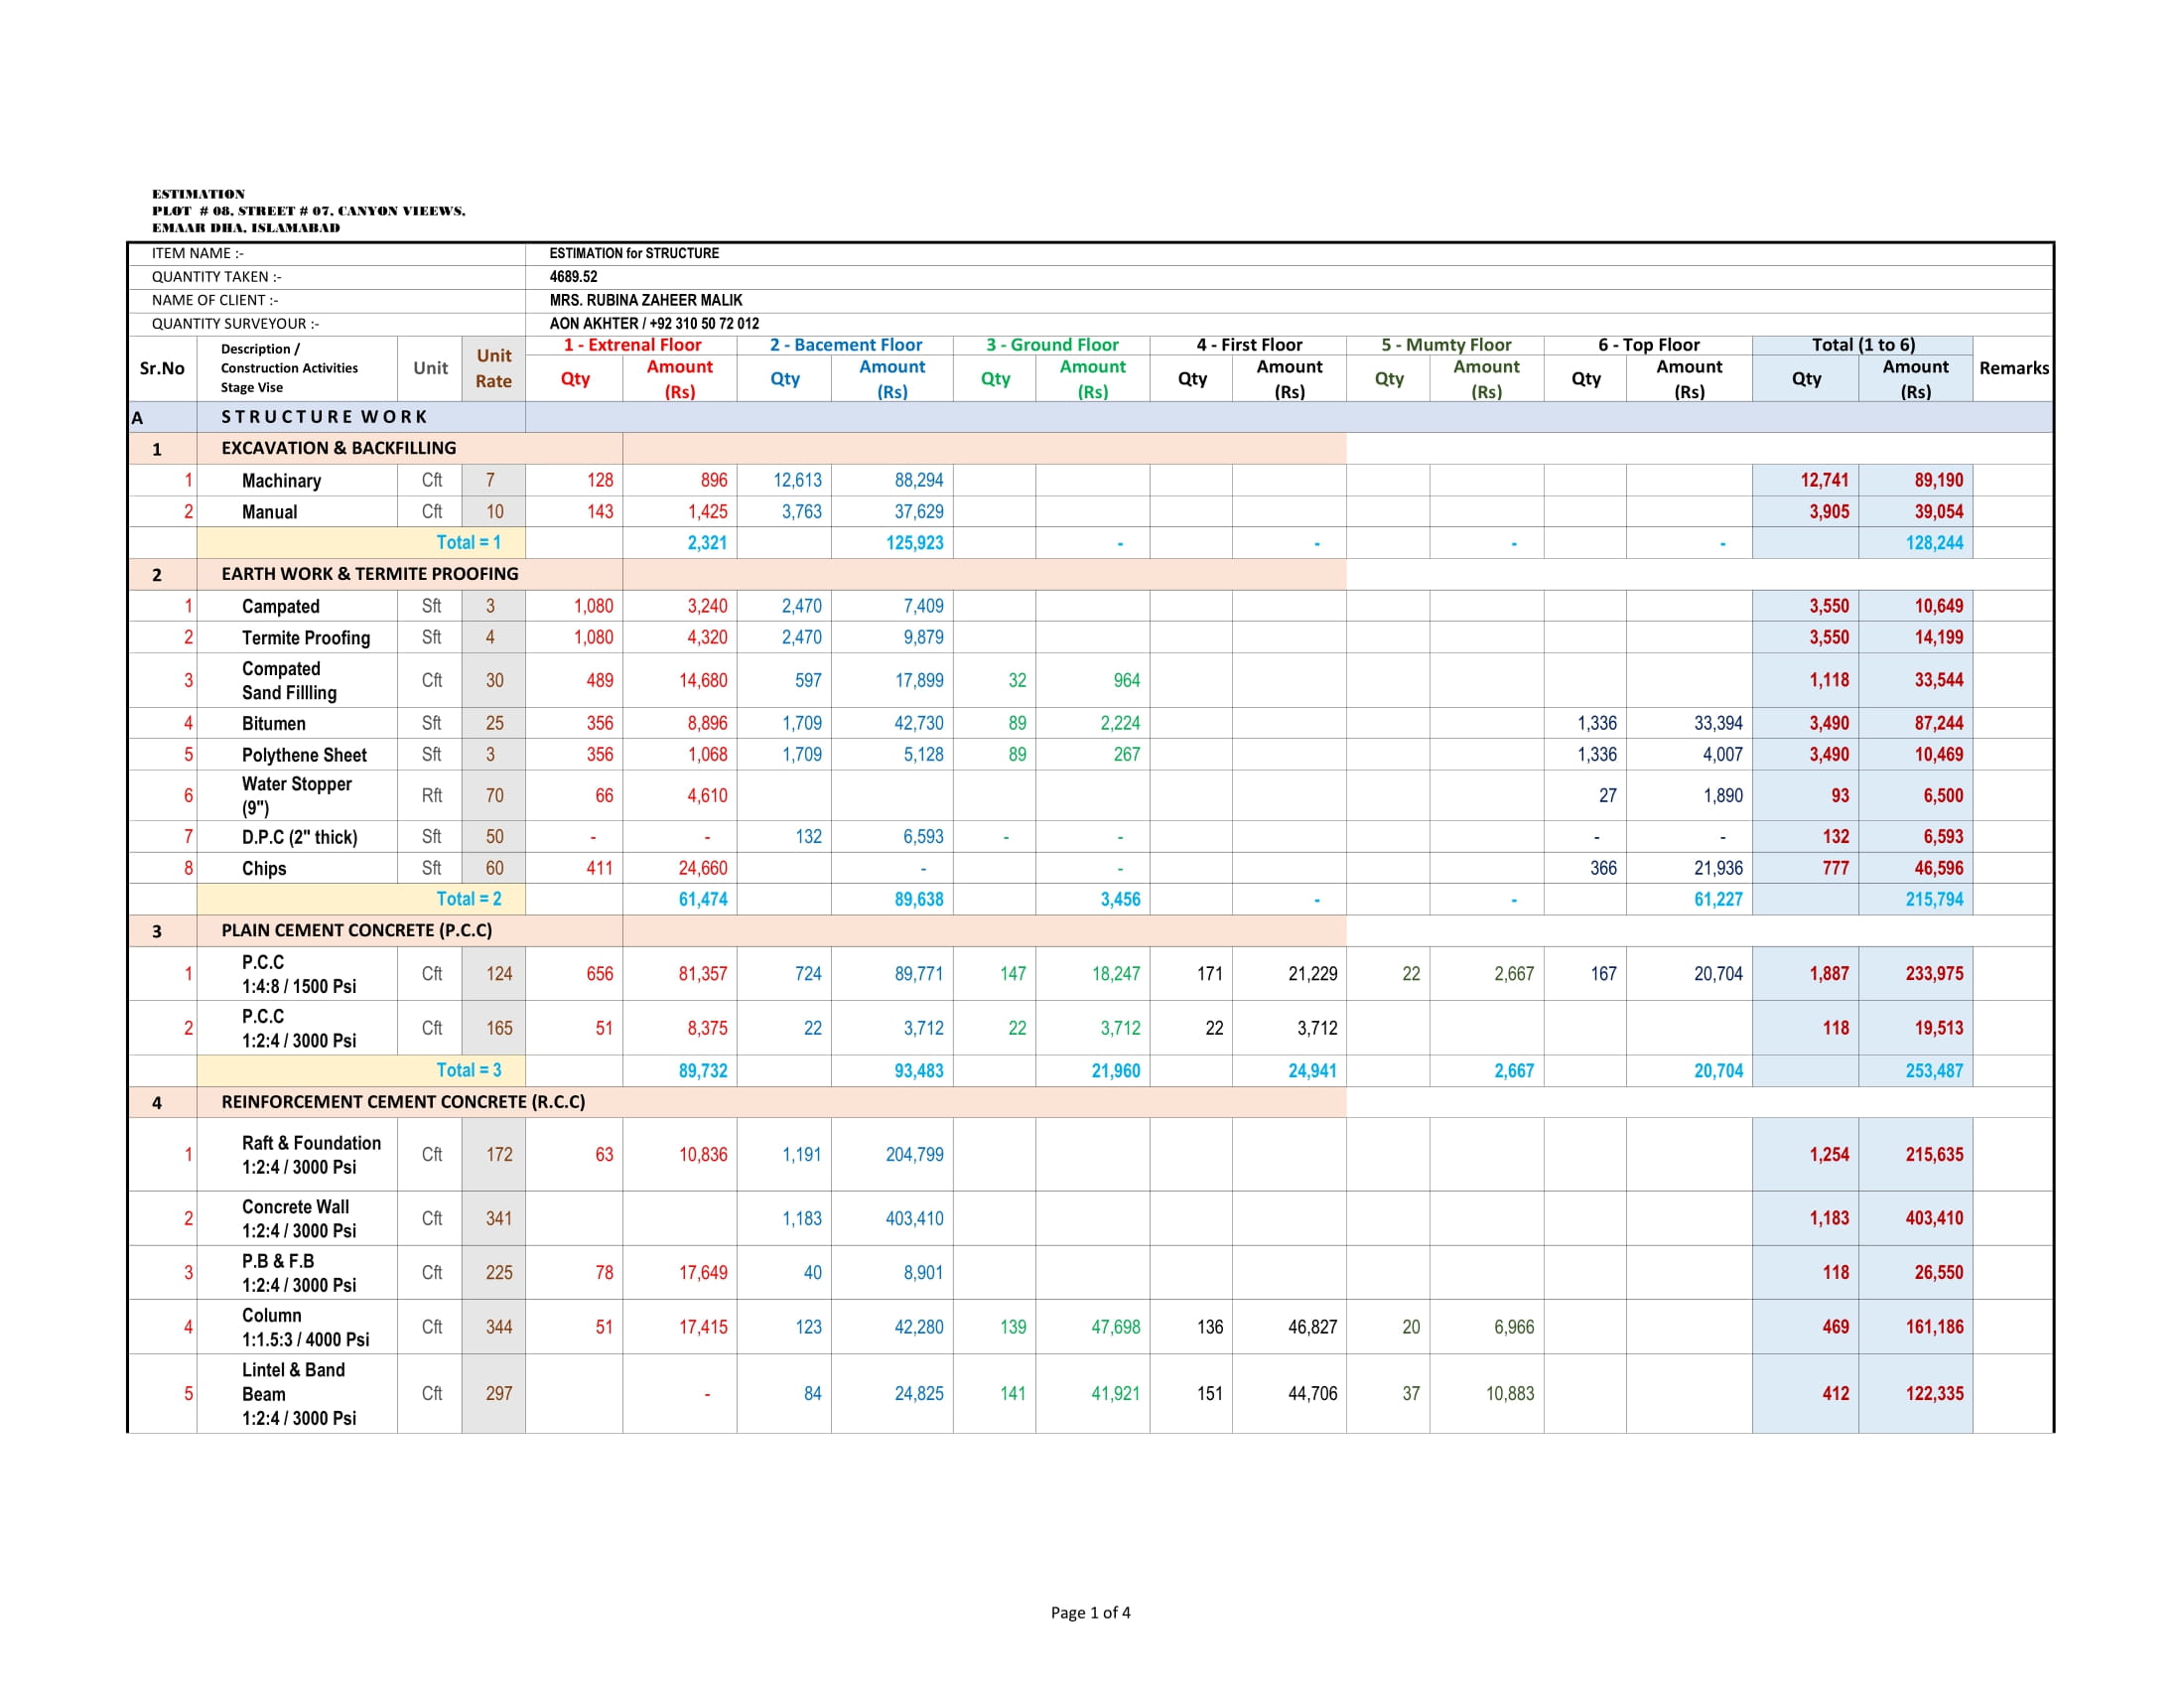 ESTIMATION
PLOT # 08, STREET # 07, CANYON VIEEWS,
EMAAR DHA, ISLAMABAD
ITEM NAME :- ESTIMATION for STRUCTURE
QUANTITY TAKEN :- 4689.52
NAME OF CLIENT :- MRS. RUBINA ZAHEER MALIK
QUANTITY SURVEYOUR :- AON AKHTER / +92 310 50 72 012
Sr.No Description / Construction Activities Stage Vise Unit Unit Rate 1 - Extrenal Floor 2 - Bacement Floor 3 - Ground Floor 4 - First Floor 5 - Mumty Floor 6 - Top Floor Total (1 to 6) Remarks
Qty Amount (Rs) Qty Amount (Rs) Qty Amount (Rs) Qty Amount (Rs) Qty Amount (Rs) Qty Amount (Rs) Qty Amount (Rs)
A STRUCTURE WORK
1 EXCAVATION & BACKFILLING
1 Machinary Cft 7 128 896 12,613 88,294 12,741 89,190
2 Manual Cft 10 143 1,425 3,763 37,629 3,905 39,054
Total = 1 2,321 125,923 - - - - 128,244
2 EARTH WORK & TERMITE PROOFING
1 Campated Sft 3 1,080 3,240 2,470 7,409 3,550 10,649
2 Termite Proofing Sft 4 1,080 4,320 2,470 9,879 3,550 14,199
3 Compated Sand Fillling Cft 30 489 14,680 597 17,899 32 964 1,118 33,544
4 Bitumen Sft 25 356 8,896 1,709 42,730 89 2,224 1,336 33,394 3,490 87,244
5 Polythene Sheet Sft 3 356 1,068 1,709 5,128 89 267 1,336 4,007 3,490 10,469
6 Water Stopper (9") Rft 70 66 4,610 27 1,890 93 6,500
7 D.P.C (2" thick) Sft 50 - - 132 6,593 - - - - 132 6,593
8 Chips Sft 60 411 24,660 - - 366 21,936 777 46,596
Total = 2 61,474 89,638 3,456 - - 61,227 215,794
3 PLAIN CEMENT CONCRETE (P.C.C)
1 P.C.C 1:4:8 / 1500 Psi Cft 124 656 81,357 724 89,771 147 18,247 171 21,229 22 2,667 167 20,704 1,887 233,975
2 P.C.C 1:2:4 / 3000 Psi Cft 165 51 8,375 22 3,712 22 3,712 22 3,712 118 19,513
Total = 3 89,732 93,483 21,960 24,941 2,667 20,704 253,487
4 REINFORCEMENT CEMENT CONCRETE (R.C.C)
1 Raft & Foundation 1:2:4 / 3000 Psi Cft 172 63 10,836 1,191 204,799 1,254 215,635
2 Concrete Wall 1:2:4 / 3000 Psi Cft 341 1,183 403,410 1,183 403,410
3 P.B & F.B 1:2:4 / 3000 Psi Cft 225 78 17,649 40 8,901 118 26,550
4 Column 1:1.5:3 / 4000 Psi Cft 344 51 17,415 123 42,280 139 47,698 136 46,827 20 6,966 469 161,186
5 Lintel & Band Beam 1:2:4 / 3000 Psi Cft 297 - 84 24,825 141 41,921 151 44,706 37 10,883 412 122,335
Page 1 of 4